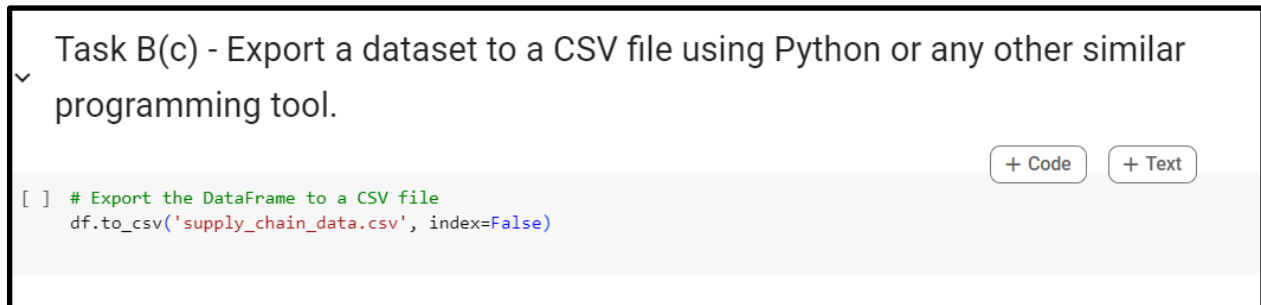 Task B(c) - Export a dataset to a CSV file using Python or any other similar
programming tool.
+ Code
+ Text
[ ] # Export the DataFrame to a CSV file
df.to_csv('supply_chain_data.csv', index=False)